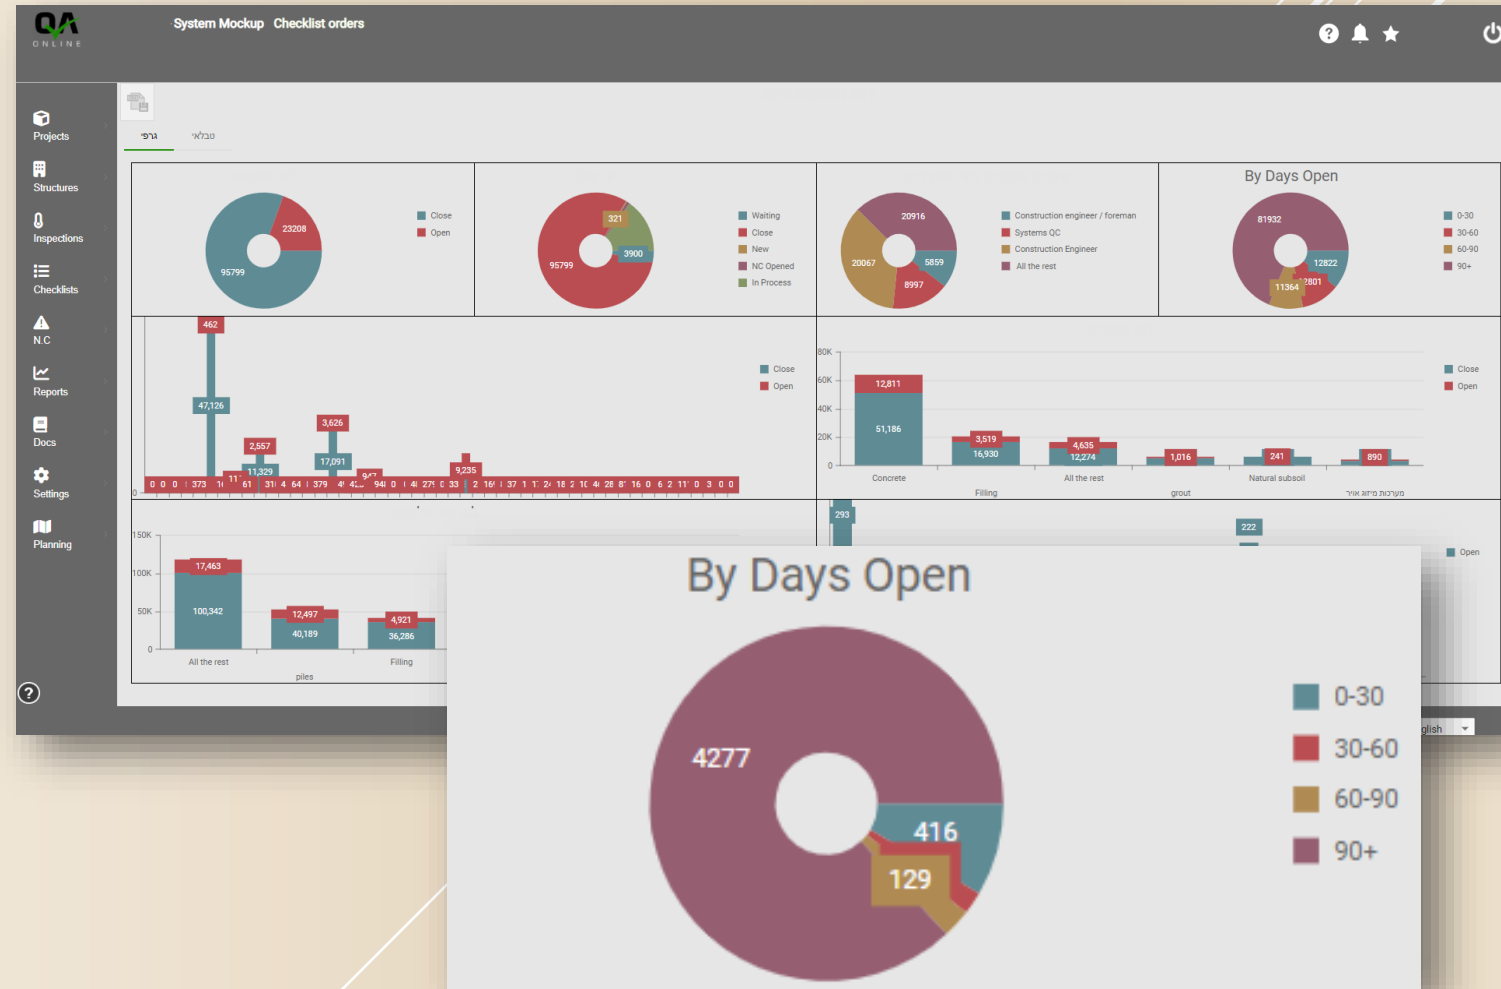 QA
ONLINE
System Mockup Checklist orders
Projects
Structures
Inspections
Checklists
N.C
Reports
Docs
Settings
Planning
גרפי
טבלאי
23208
95799
Close
Open
321
3900
95799
Waiting
Close
New
NC Opened
In Process
20916
20067
5859
8997
Construction engineer / foreman
Systems QC
Construction Engineer
All the rest
By Days Open
81932
12822
11364
0-30
30-60
60-90
90+
462
47,126
2,557
11,329
3,626
17,091
9,235
0
Close
Open
80K
60K
40K
20K
0
12,811
51,186
3,519
16,930
4,635
12,274
1,016
241
890
Concrete
Filling
All the rest
grout
Natural subsoil
מערכות מיזוג אויר
Close
Open
150K
100K
50K
0
17,463
100,342
12,497
40,189
4,921
36,286
All the rest
piles
Filling
293
222
Open
By Days Open
4277
416
129
0-30
30-60
60-90
90+
glish